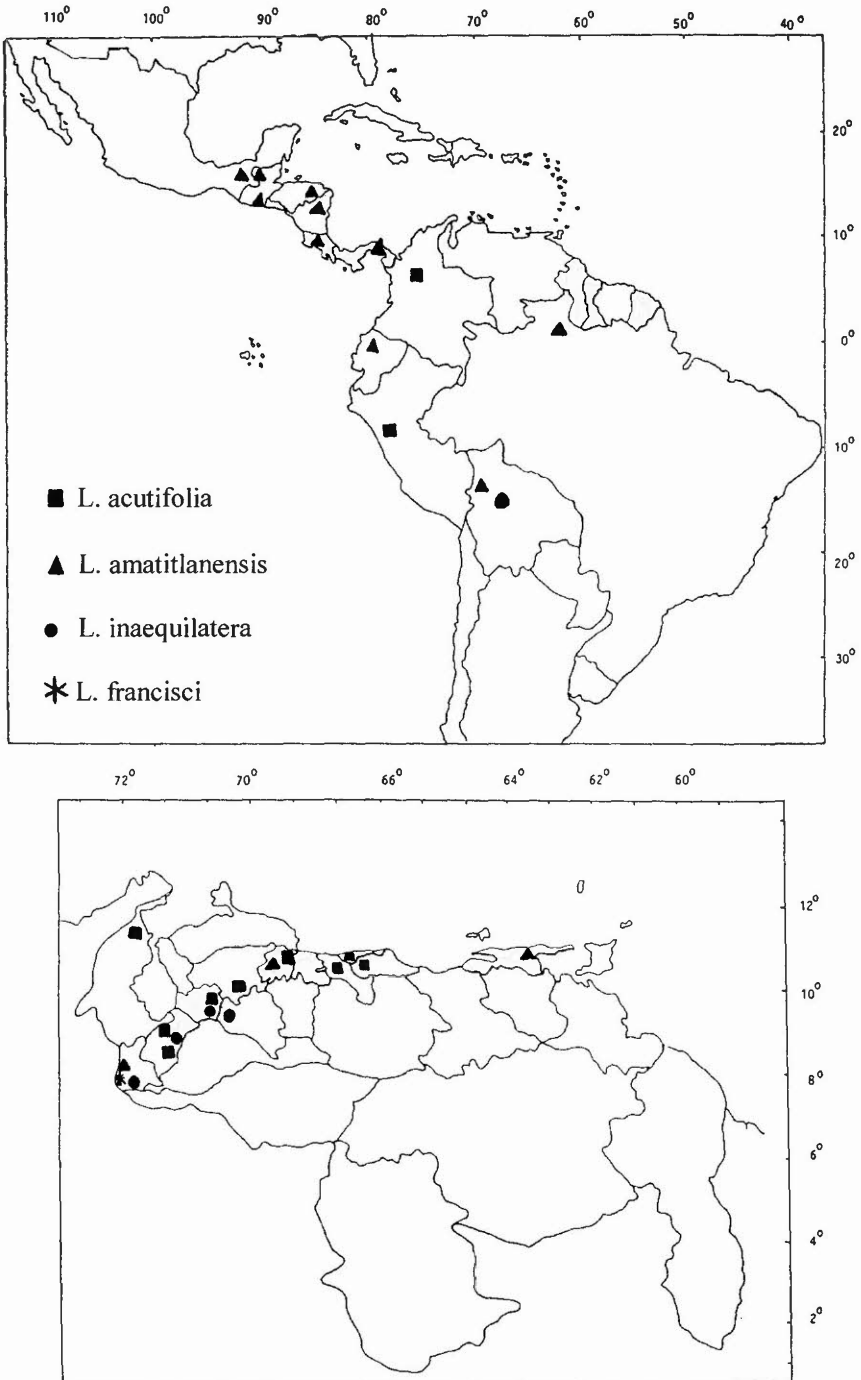 110° 100° 90° 80° 70° 60° 50° 40°
20°
10°
0°
10°
20°
30°
L. acutifolia
L. amatitlanensis
L. inaequilatera
L. francisci
72° 70° 66° 64° 62° 60°
12°
10°
8°
6°
4°
2°